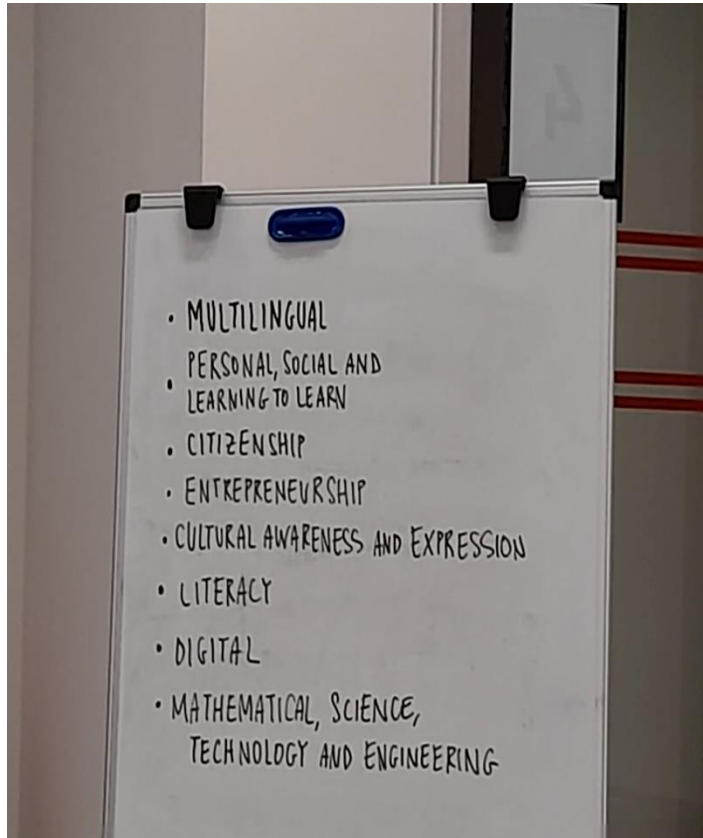 4
• MULTILINGUAL
• PERSONAL, SOCIAL AND
LEARNING TO LEARN
• CITIZENSHIP
• ENTREPRENEURSHIP
• CULTURAL AWARENESS AND EXPRESSION
• LITERACY
• DIGITAL
• MATHEMATICAL, SCIENCE,
TECHNOLOGY AND ENGINEERING